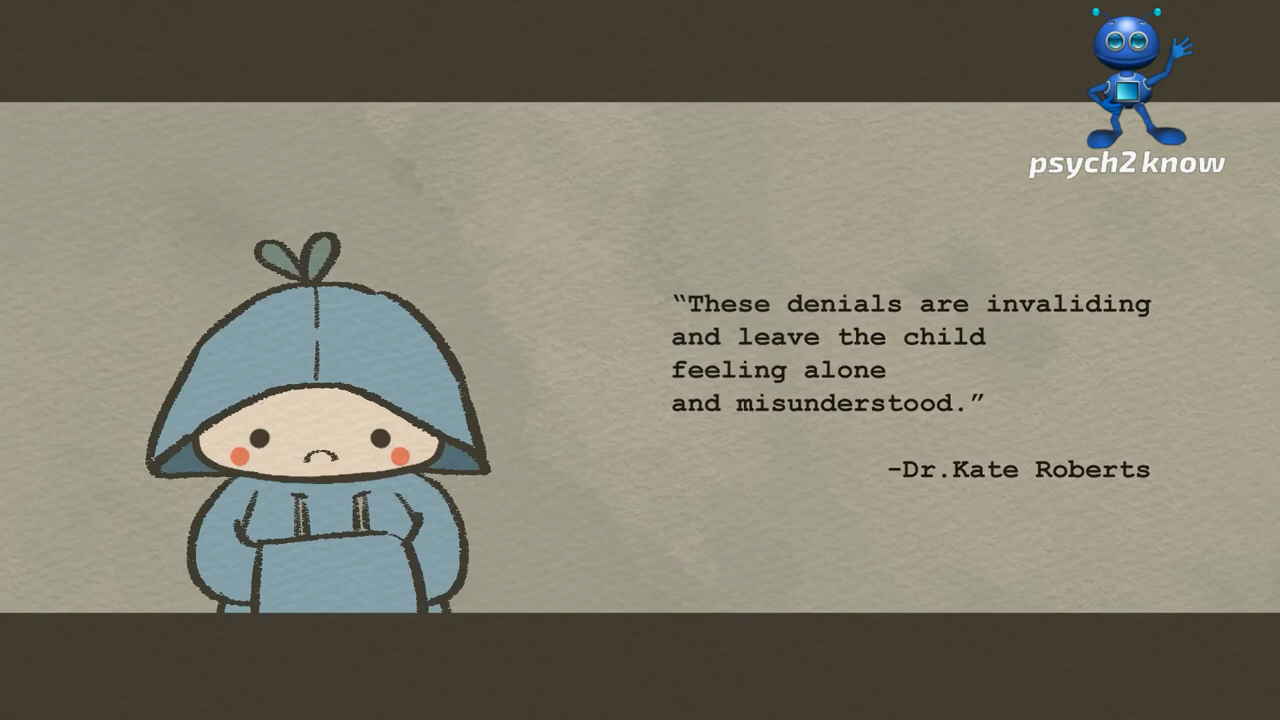 psych2know
“These denials are invaliding
and leave the child
feeling alone
and misunderstood.”
-Dr.Kate Roberts